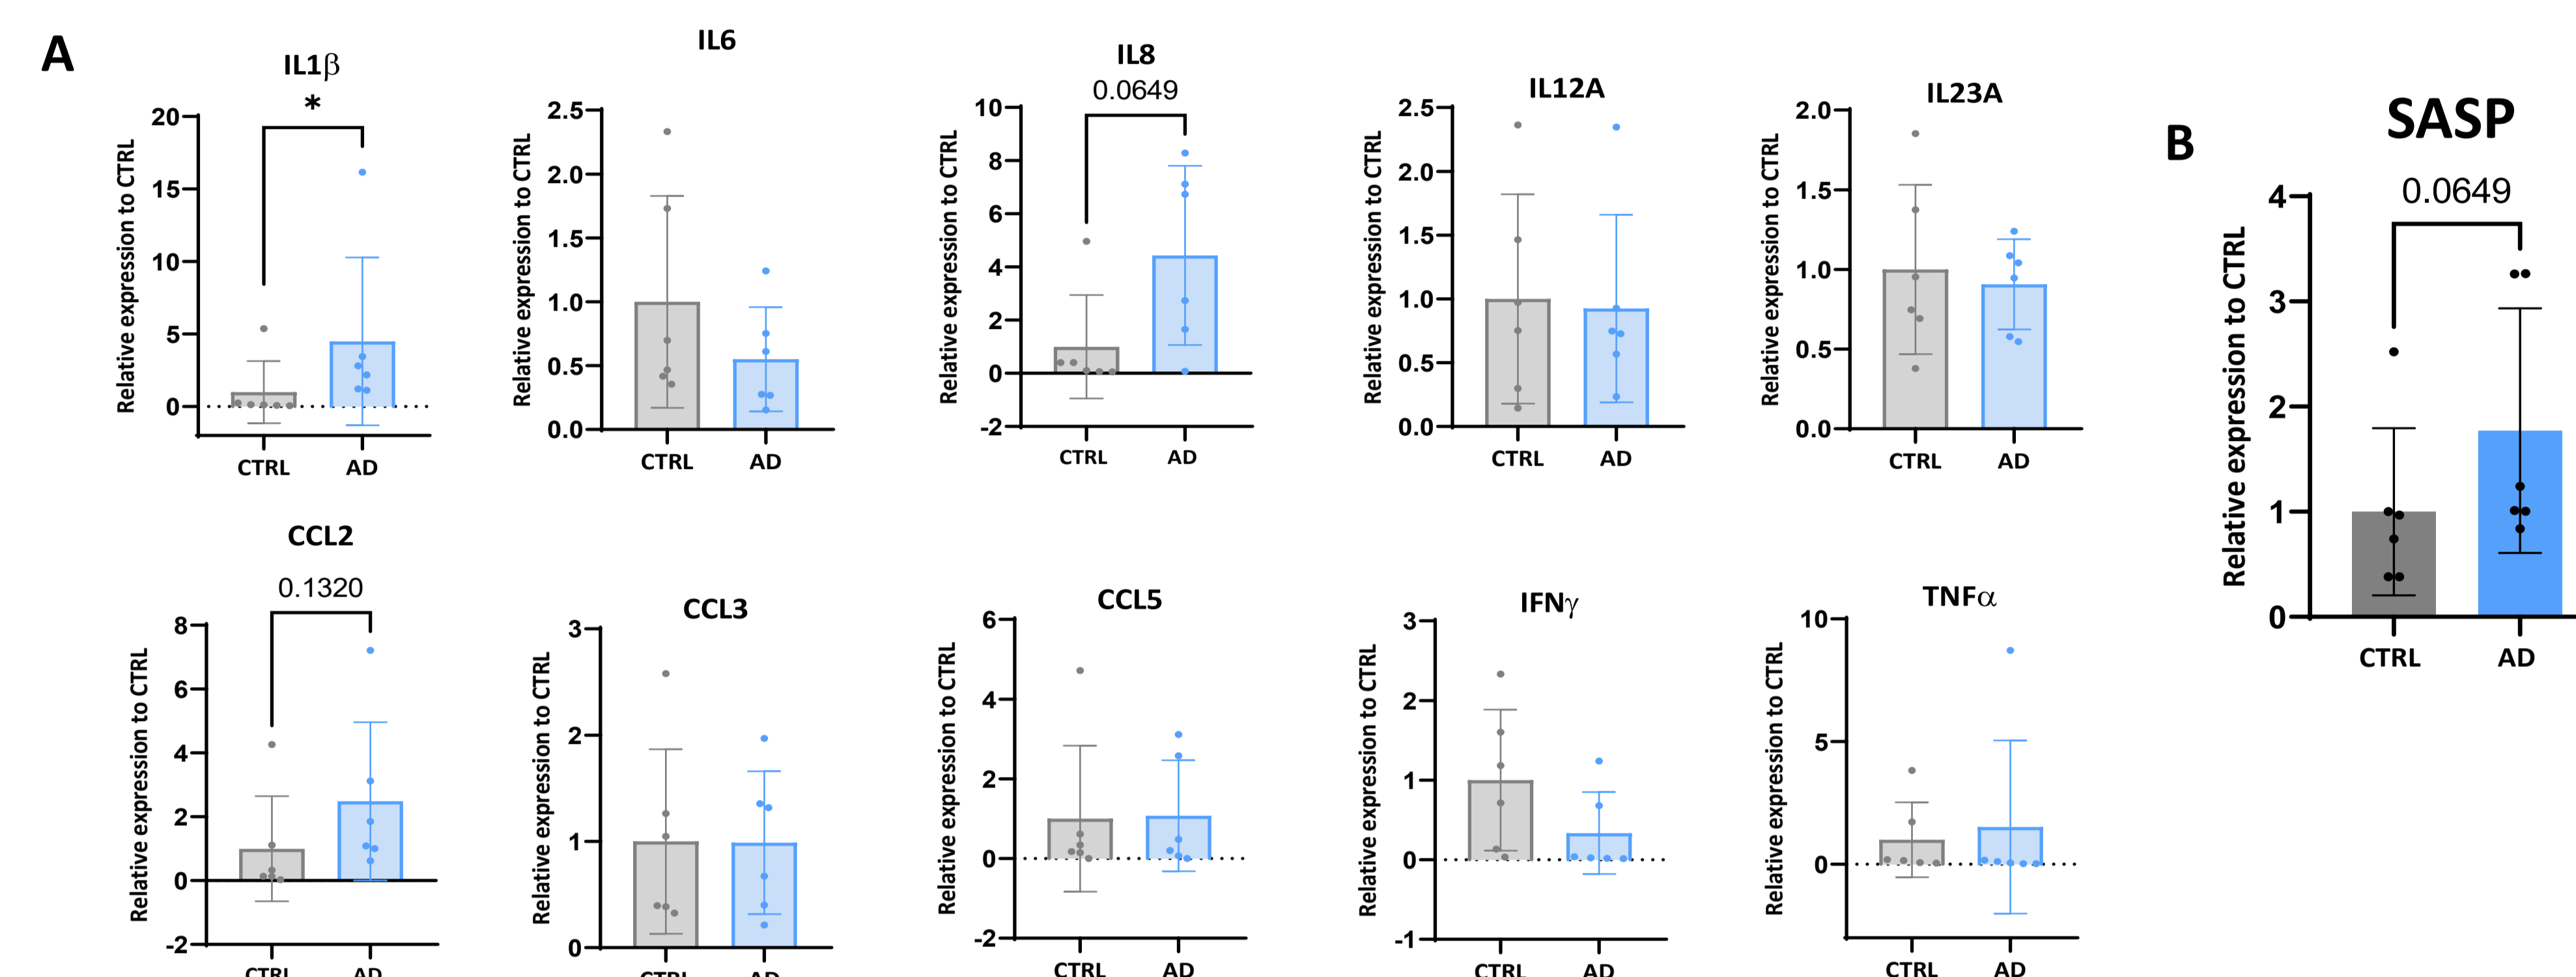 A
IL1β
*
Relative expression to CTRL
20
15
10
5
0
CTRL AD
IL6
Relative expression to CTRL
2.5
2.0
1.5
1.0
0.5
0.0
CTRL AD
IL8
0.0649
Relative expression to CTRL
10
8
6
4
2
0
-2
CTRL AD
IL12A
Relative expression to CTRL
2.5
2.0
1.5
1.0
0.5
0.0
CTRL AD
IL23A
Relative expression to CTRL
2.0
1.5
1.0
0.5
0.0
CTRL AD
CCL2
0.1320
Relative expression to CTRL
8
6
4
2
0
-2
CTRL AD
CCL3
Relative expression to CTRL
3
2
1
0
CTRL AD
CCL5
Relative expression to CTRL
6
4
2
0
-2
CTRL AD
IFNγ
Relative expression to CTRL
3
2
1
0
-1
CTRL AD
TNFα
Relative expression to CTRL
10
5
0
CTRL AD
B
SASP
0.0649
Relative expression to CTRL
4
3
2
1
0
CTRL AD